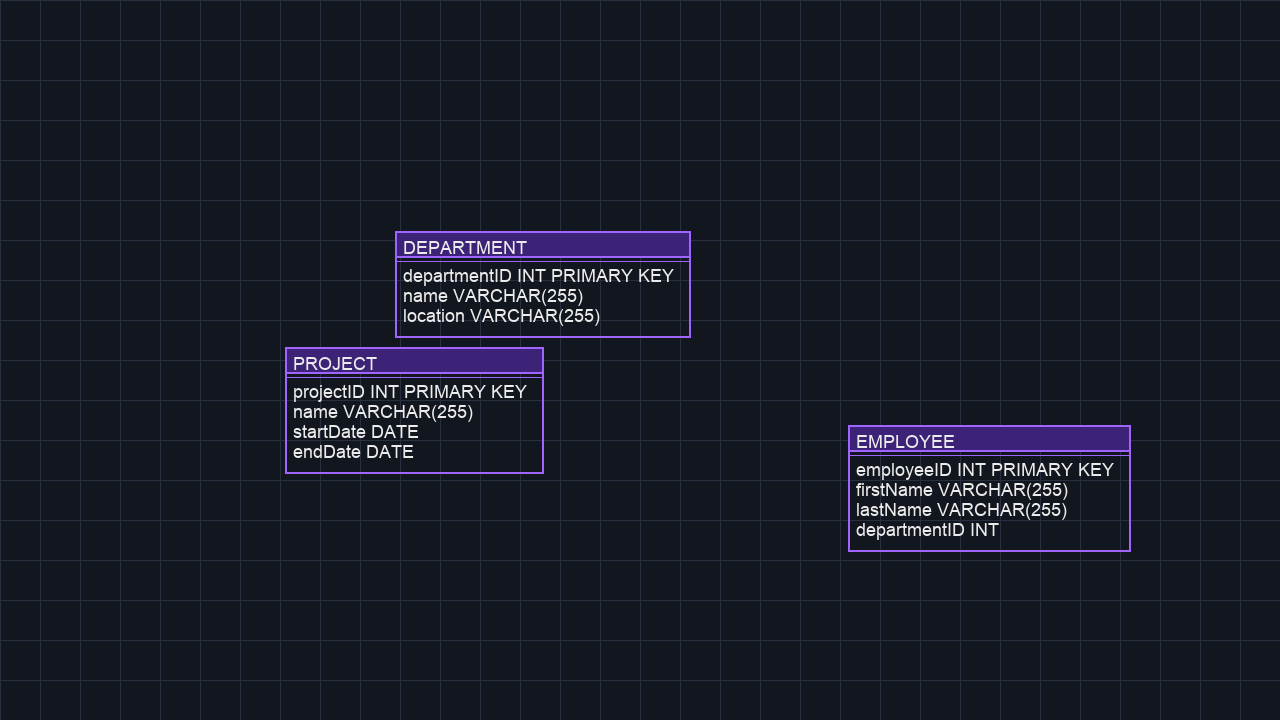 DEPARTMENT
departmentID INT PRIMARY KEY
name VARCHAR(255)
location VARCHAR(255)
PROJECT
projectID INT PRIMARY KEY
name VARCHAR(255)
startDate DATE
endDate DATE
EMPLOYEE
employeeID INT PRIMARY KEY
firstName VARCHAR(255)
lastName VARCHAR(255)
departmentID INT